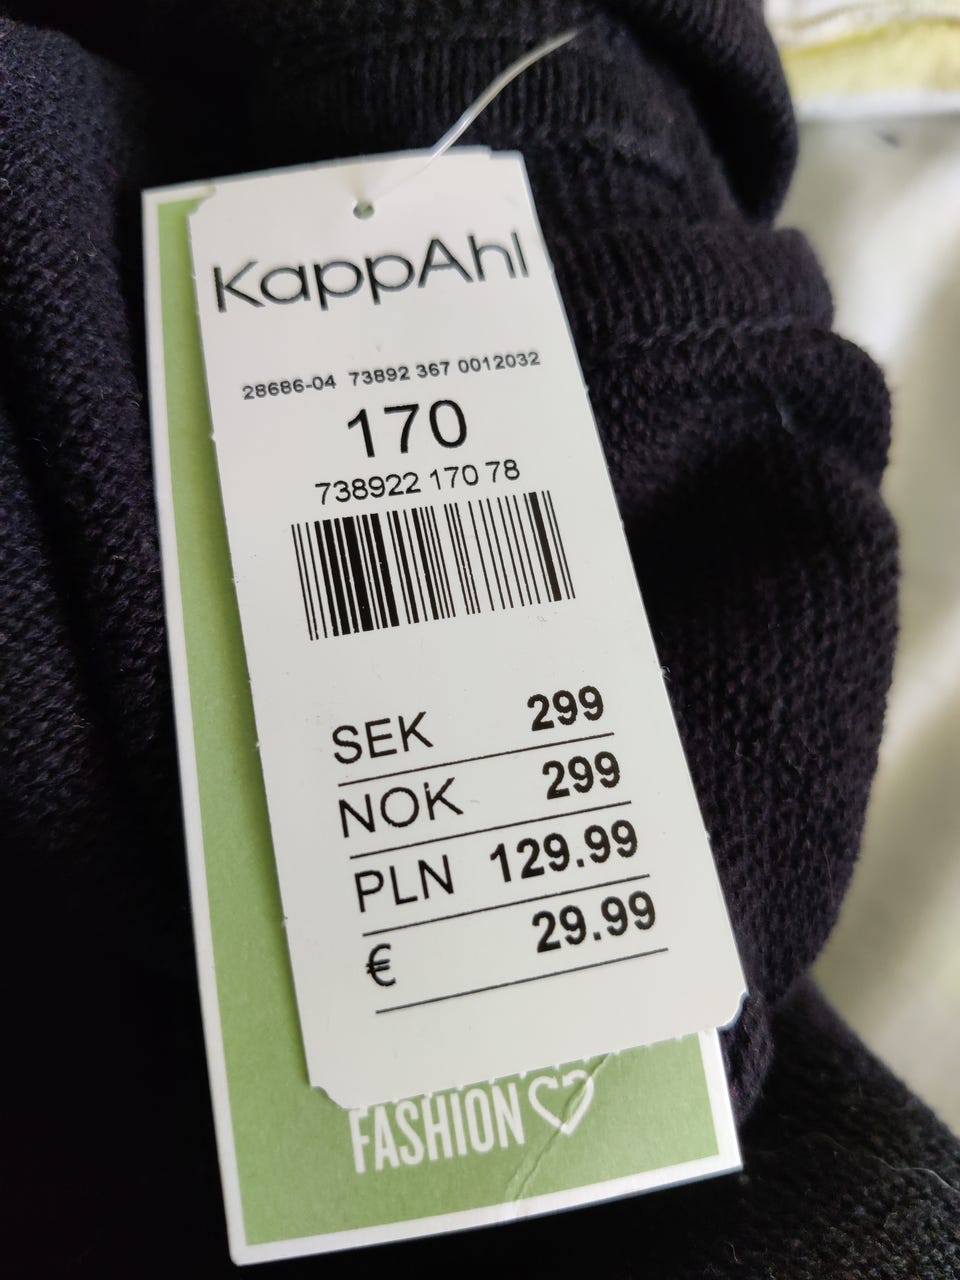 KappAhl
28686-04 73892 367 0012032
170
738922 170 78
SEK 299
NOK 299
PLN 129.99
€ 29.99
FASHION